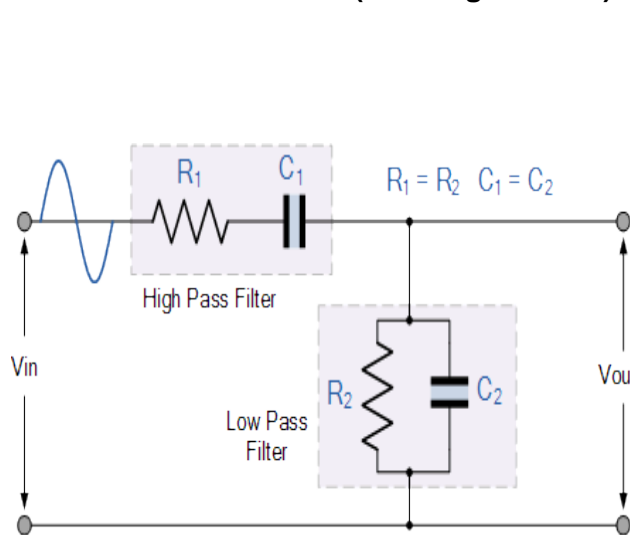 R₁ C₁
R₁ = R₂ C₁ = C₂
High Pass Filter
Vin
R₂ C₂
Vou
Low Pass
Filter